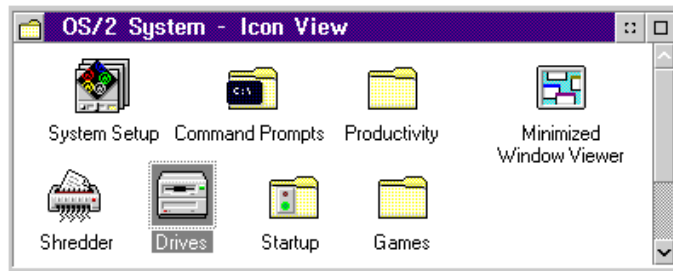 OS/2 System - Icon View
C:\
System Setup
Command Prompts
Productivity
Minimized
Window Viewer
Shredder
Drives
Startup
Games